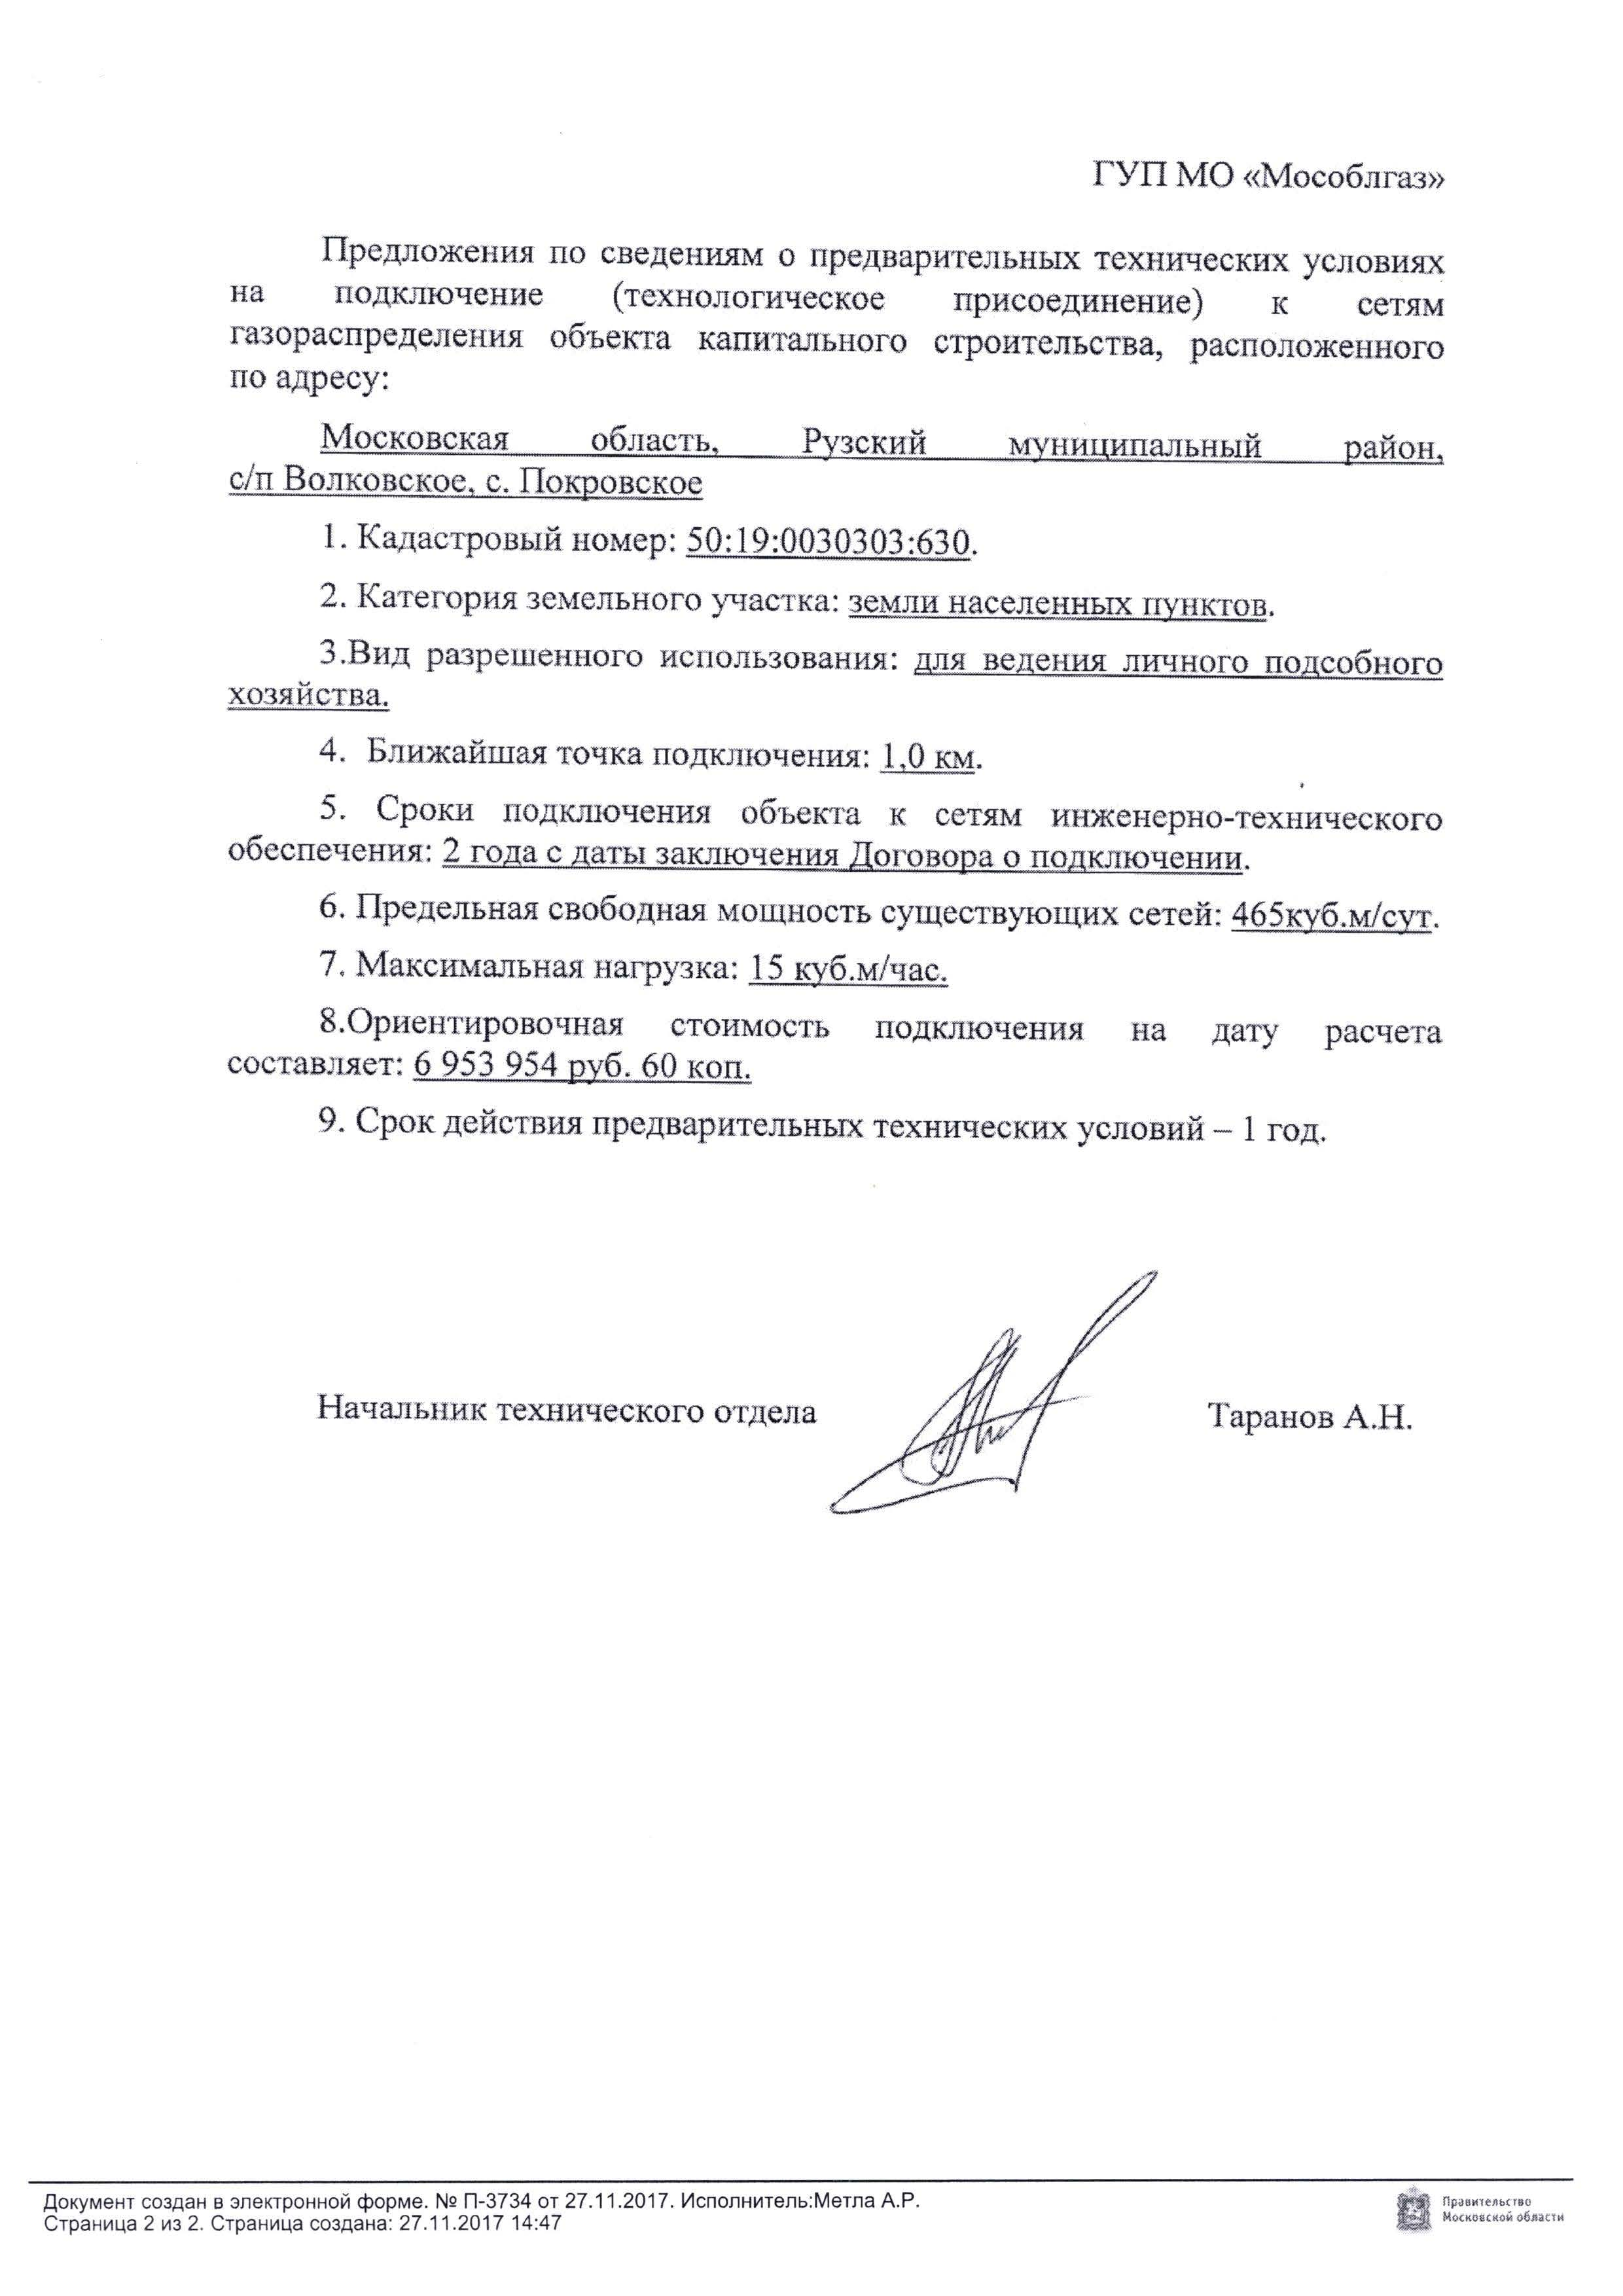 ГУП МО «Мособлгаз»
Предложения по сведениям о предварительных технических условиях
на подключение (технологическое присоединение) к сетям
газораспределения объекта капитального строительства, расположенного
по адресу:
Московская область, Рузский муниципальный район,
с/п Волковское, с. Покровское
1. Кадастровый номер: 50:19:0030303:630.
2. Категория земельного участка: земли населенных пунктов.
3.Вид разрешенного использования: для ведения личного подсобного
хозяйства.
4. Ближайшая точка подключения: 1,0 км.
5. Сроки подключения объекта к сетям инженерно-технического
обеспечения: 2 года с даты заключения Договора о подключении.
6. Предельная свободная мощность существующих сетей: 465куб.м/сут.
7. Максимальная нагрузка: 15 куб.м/час.
8.Ориентировочная стоимость подключения на дату расчета
составляет: 6 953 954 руб. 60 коп.
9. Срок действия предварительных технических условий – 1 год.
Начальник технического отдела Таранов А.Н.
Документ создан в электронной форме. № П-3734 от 27.11.2017. Исполнитель:Метла А.Р.
Страница 2 из 2. Страница создана: 27.11.2017 14:47
Правительство
Московской области